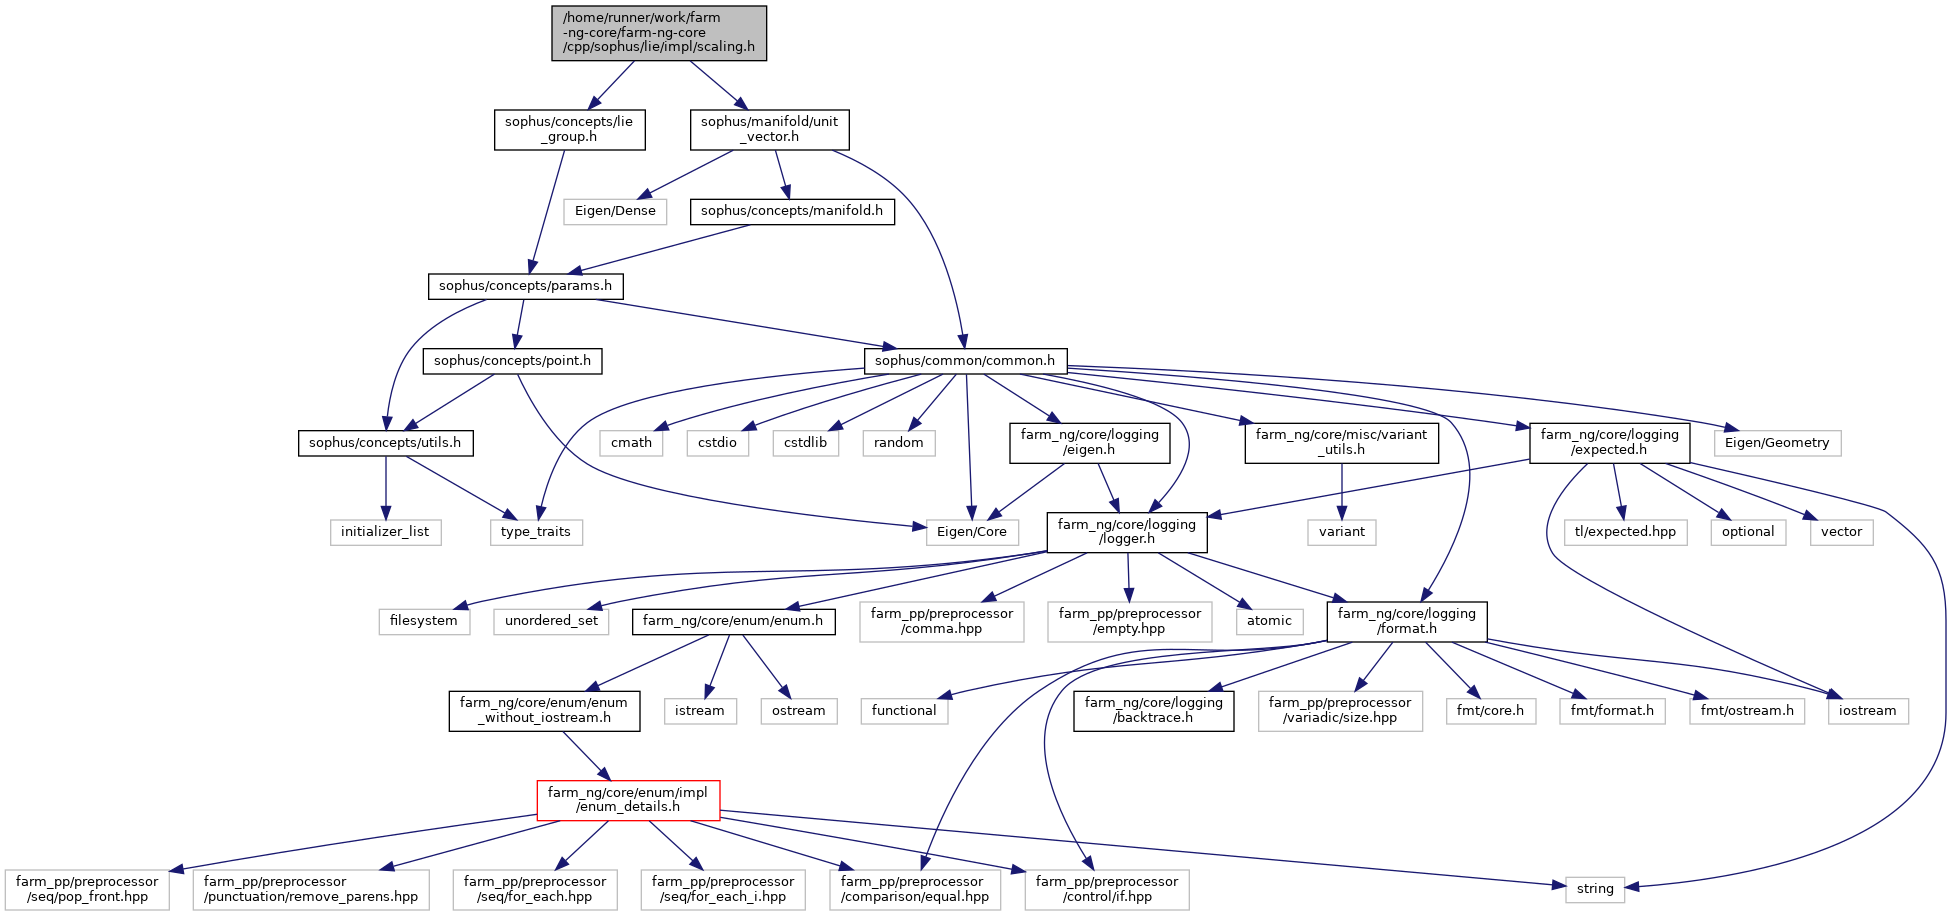 /home/runner/work/farm
-ng-core/farm-ng-core
/cpp/sophus/lie/impl/scaling.h
sophus/concepts/lie
_group.h
sophus/manifold/unit
_vector.h
Eigen/Dense
sophus/concepts/manifold.h
sophus/concepts/params.h
sophus/concepts/point.h
sophus/common/common.h
sophus/concepts/utils.h
cmath
cstdio
cstdlib
random
farm_ng/core/logging
/eigen.h
farm_ng/core/misc/variant
_utils.h
farm_ng/core/logging
/expected.h
Eigen/Geometry
initializer_list
type_traits
Eigen/Core
farm_ng/core/logging
/logger.h
variant
tl/expected.hpp
optional
vector
filesystem
unordered_set
farm_ng/core/enum/enum.h
farm_pp/preprocessor
/comma.hpp
farm_pp/preprocessor
/empty.hpp
atomic
farm_ng/core/logging
/format.h
farm_ng/core/enum/enum
_without_iostream.h
istream
ostream
functional
farm_ng/core/logging
/backtrace.h
farm_pp/preprocessor
/variadic/size.hpp
fmt/core.h
fmt/format.h
fmt/ostream.h
iostream
farm_ng/core/enum/impl
/enum_details.h
farm_pp/preprocessor
/seq/pop_front.hpp
farm_pp/preprocessor
/punctuation/remove_parens.hpp
farm_pp/preprocessor
/seq/for_each.hpp
farm_pp/preprocessor
/seq/for_each_i.hpp
farm_pp/preprocessor
/comparison/equal.hpp
farm_pp/preprocessor
/control/if.hpp
string